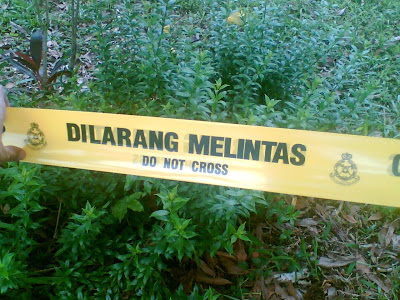 DILARANG MELINTAS
DO NOT CROSS